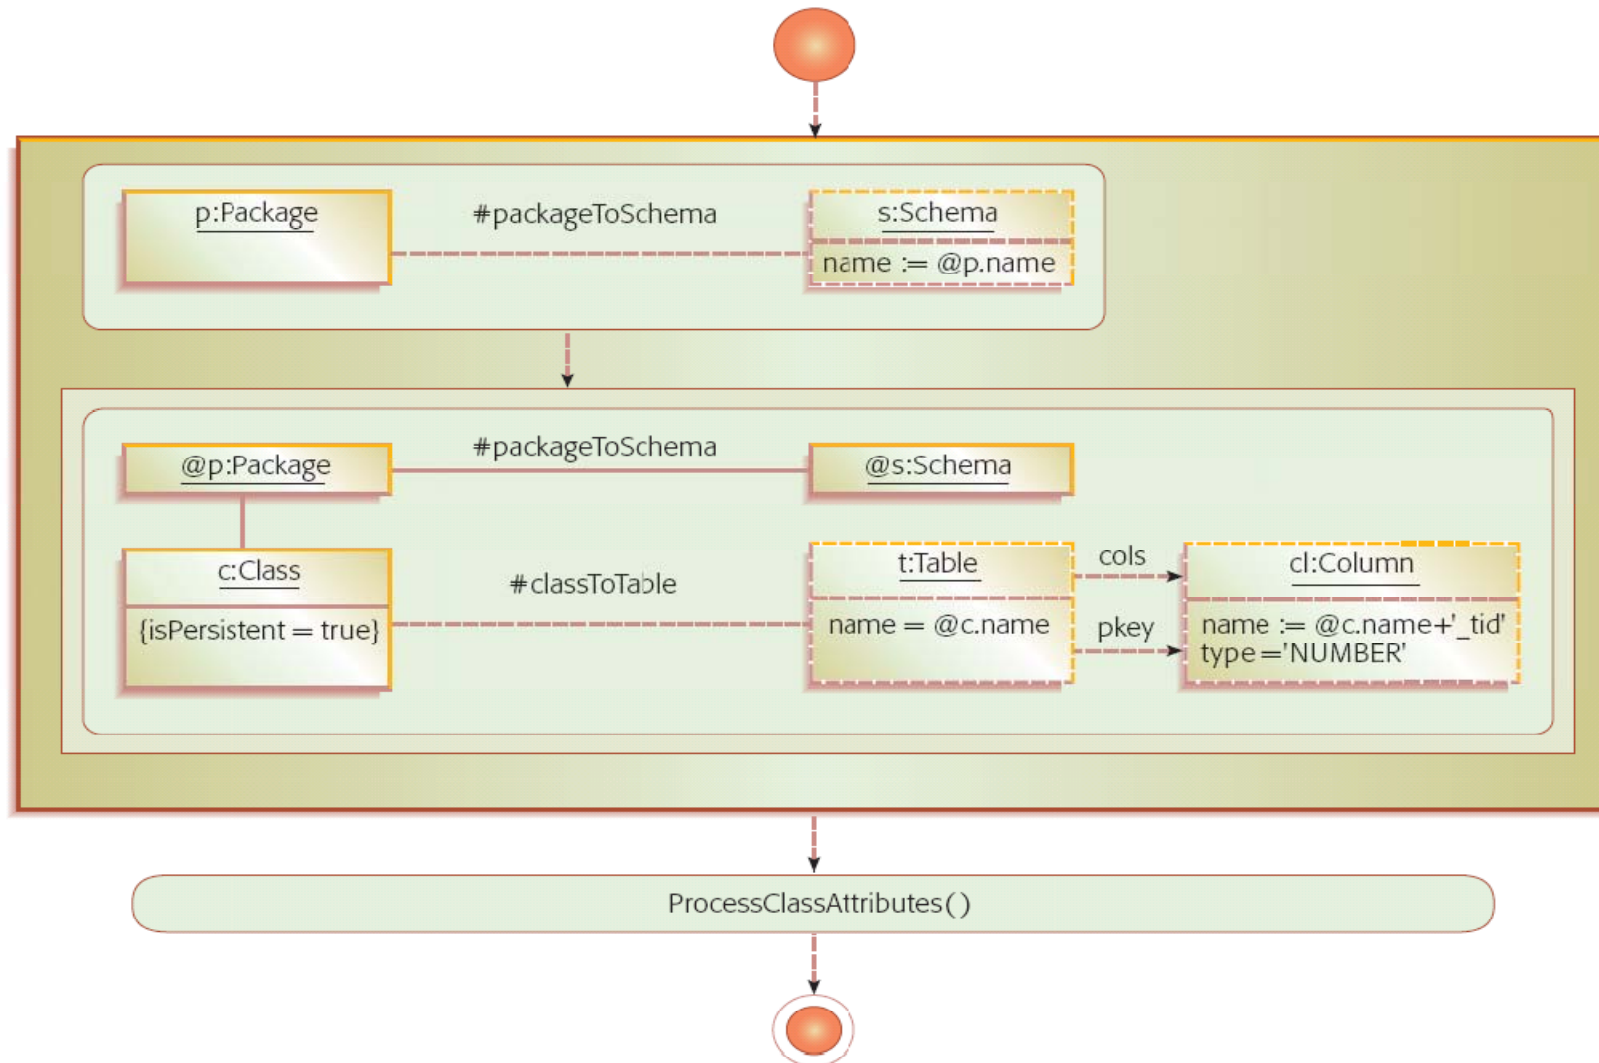 p:Package
#packageToSchema
s:Schema
name := @p.name
@p:Package
#packageToSchema
@s:Schema
c:Class
{isPersistent = true}
#classToTable
t:Table
name = @c.name
cols
pkey
cl:Column
name := @c.name+'_tid'
type='NUMBER'
ProcessClassAttributes()